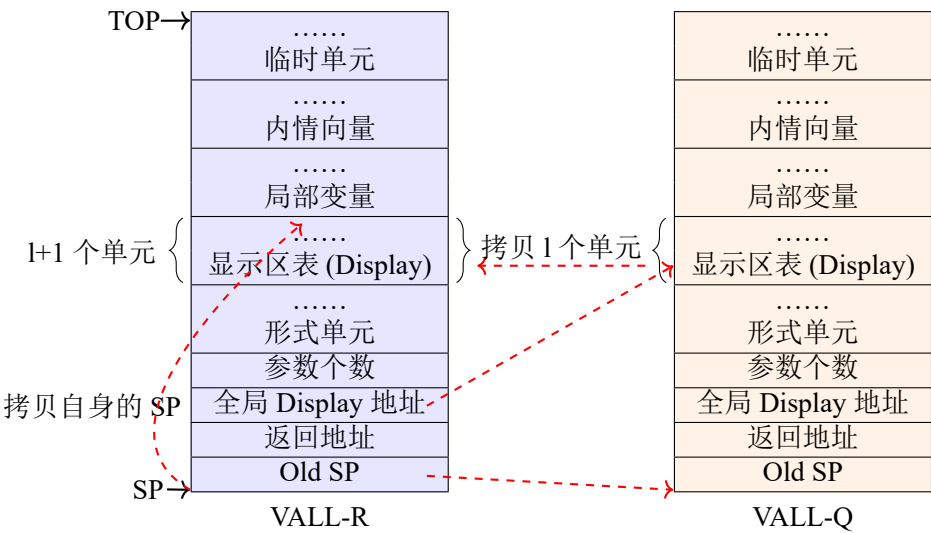 TOP
……
临时单元
……
内情向量
……
局部变量
l+1 个单元
……
显示区表 (Display)
……
形式单元
参数个数
拷贝自身的 SP
全局 Display 地址
返回地址
SP
Old SP
VALL-R
拷贝 l 个单元
……
临时单元
……
内情向量
……
局部变量
……
显示区表 (Display)
……
形式单元
参数个数
全局 Display 地址
返回地址
Old SP
VALL-Q